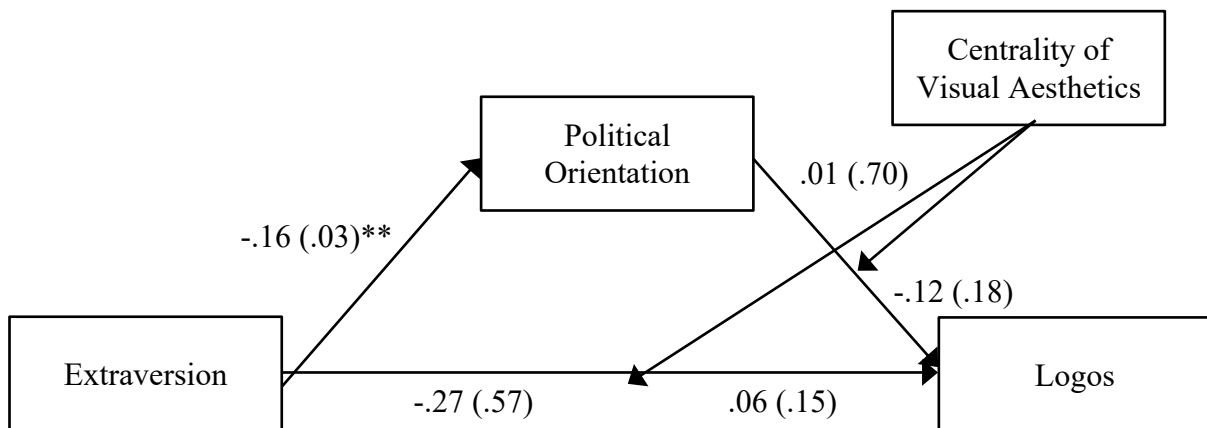 Centrality of
Visual Aesthetics
Political
Orientation
.01 (.70)
-.16 (.03)**
-.12 (.18)
Extraversion
Logos
-.27 (.57)
.06 (.15)